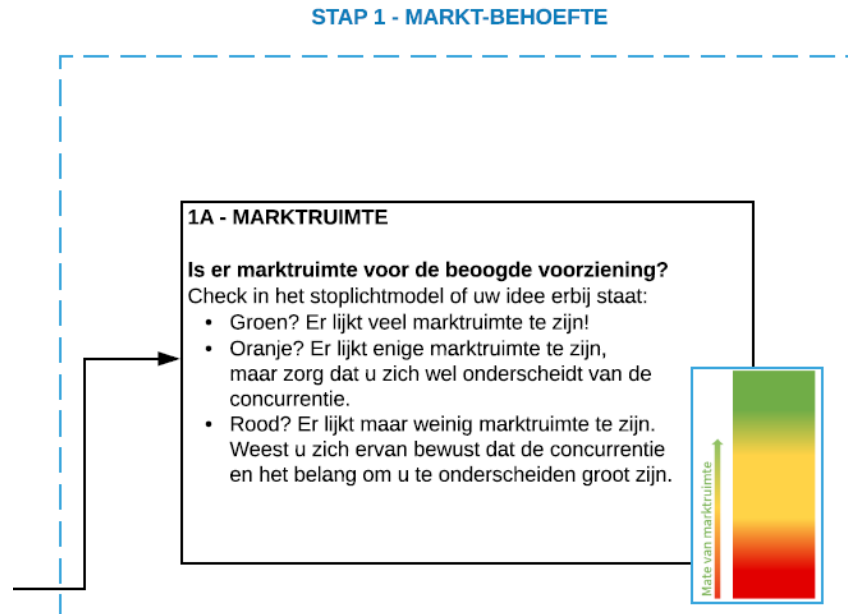 STAP 1 - MARKT-BEHOEFTE
1A - MARKTRUIMTE
Is er marktruimte voor de beoogde voorziening?
Check in het stoplichtmodel of uw idee erbij staat:
• Groen? Er lijkt veel marktruimte te zijn!
• Oranje? Er lijkt enige marktruimte te zijn,
maar zorg dat u zich wel onderscheidt van de
concurrentie.
• Rood? Er lijkt maar weinig marktruimte te zijn.
Weest u zich ervan bewust dat de concurrentie
en het belang om u te onderscheiden groot zijn.
Mate van marktruimte